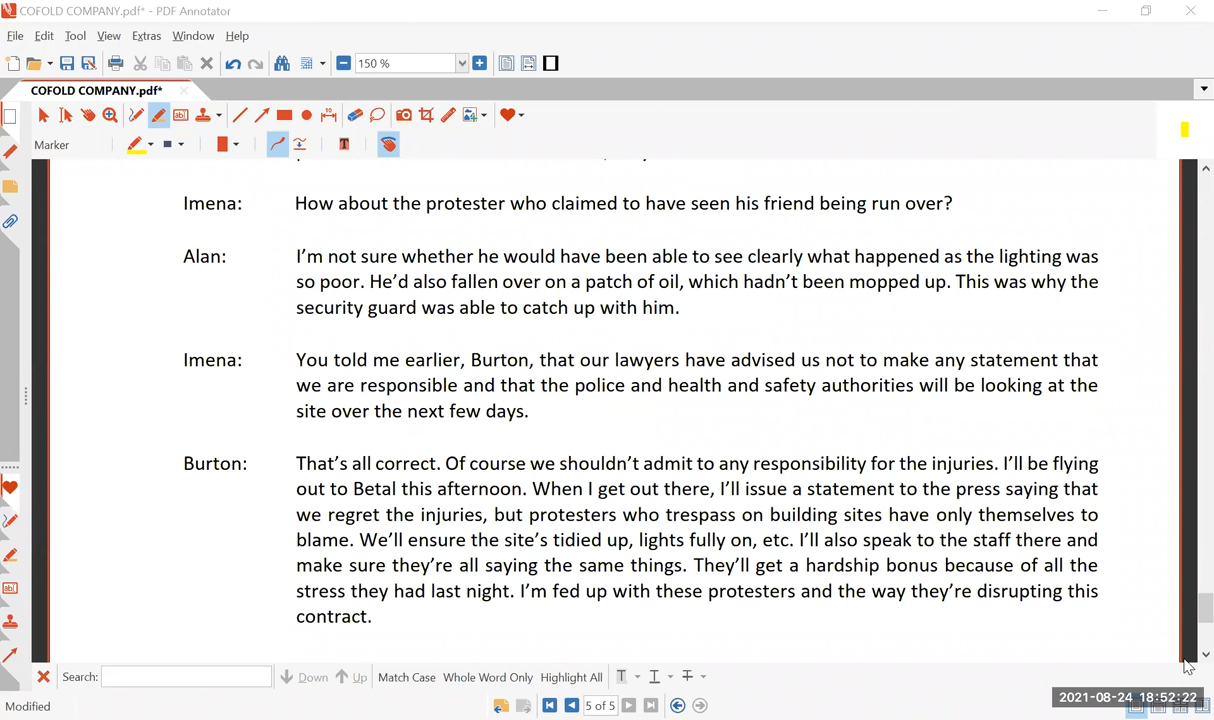 COFOLD COMPANY.pdf* - PDF Annotator
File Edit Tool View Extras Window Help
150 %
COFOLD COMPANY.pdf*
Marker
Imena: How about the protester who claimed to have seen his friend being run over?
Alan: I'm not sure whether he would have been able to see clearly what happened as the lighting was
so poor. He'd also fallen over on a patch of oil, which hadn't been mopped up. This was why the
security guard was able to catch up with him.
Imena: You told me earlier, Burton, that our lawyers have advised us not to make any statement that
we are responsible and that the police and health and safety authorities will be looking at the
site over the next few days.
Burton: That's all correct. Of course we shouldn't admit to any responsibility for the injuries. I'll be flying
out to Betal this afternoon. When I get out there, I'll issue a statement to the press saying that
we regret the injuries, but protesters who trespass on building sites have only themselves to
blame. We'll ensure the site's tidied up, lights fully on, etc. I'll also speak to the staff there and
make sure they're all saying the same things. They'll get a hardship bonus because of all the
stress they had last night. I'm fed up with these protesters and the way they're disrupting this
contract.
Search: Down Up Match Case Whole Word Only Highlight All
2021-08-24 18:52:22
Modified 5 of 5